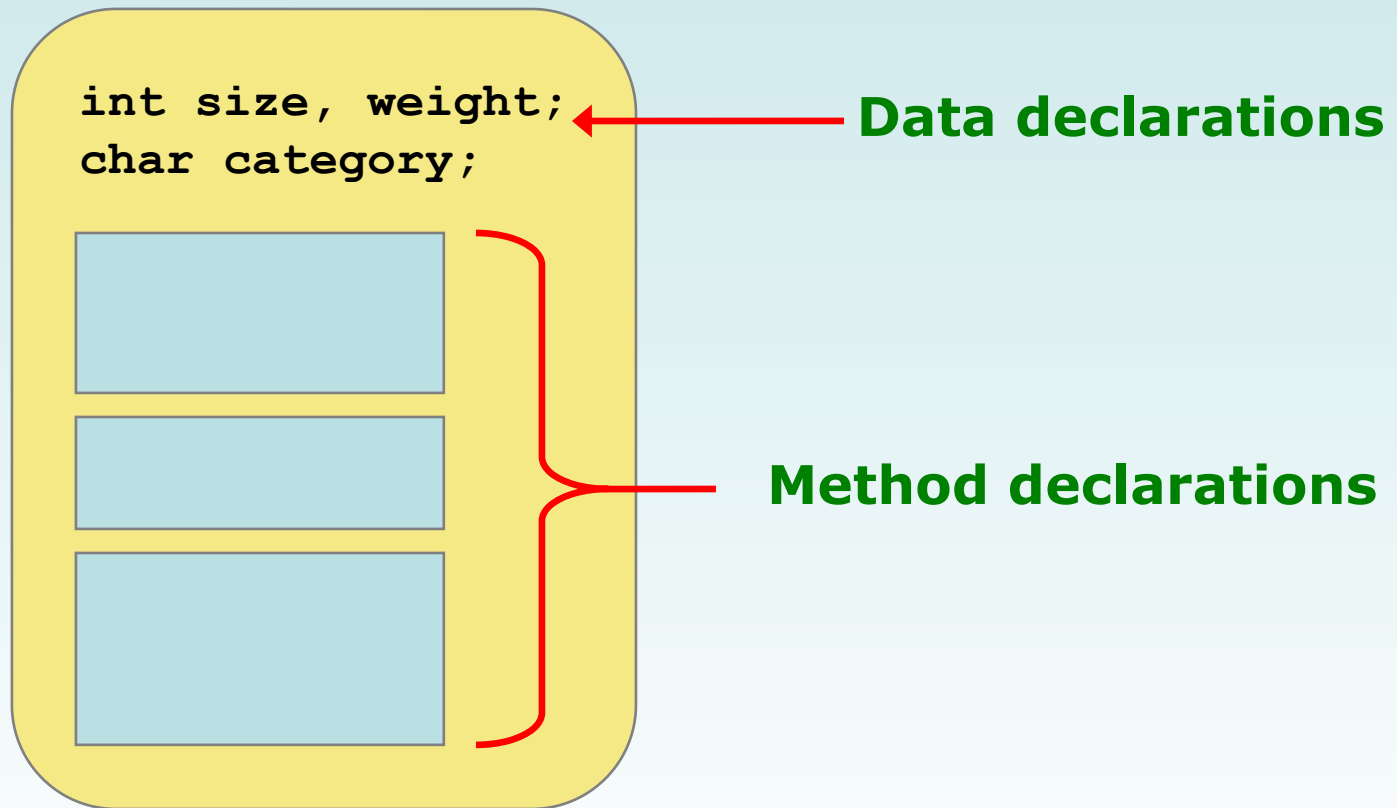 int size, weight;
char category;
Data declarations
Method declarations